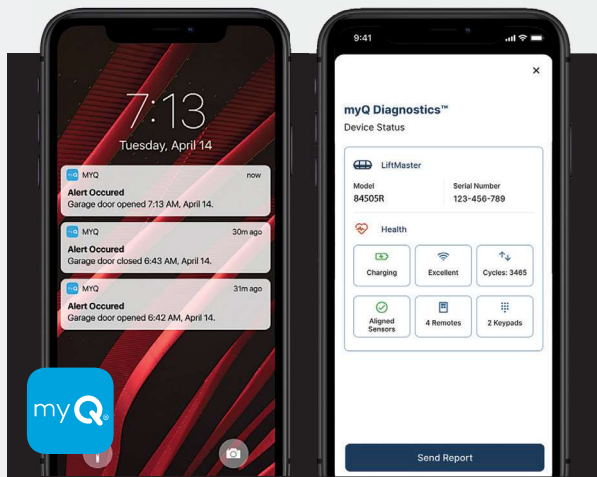 7:13
Tuesday, April 14
MYQ
now
Alert Occured
Garage door opened 7:13 AM, April 14.
MYQ
30m ago
Alert Occured
Garage door closed 6:43 AM, April 14.
MYQ
31m ago
Alert Occured
Garage door opened 6:42 AM, April 14.
myQ
9:41
myQ Diagnostics™
Device Status
LiftMaster
Model
Serial Number
84505R
123-456-789
Health
Charging
Excellent
Cycles: 3465
Aligned
Sensors
4 Remotes
2 Keypads
Send Report